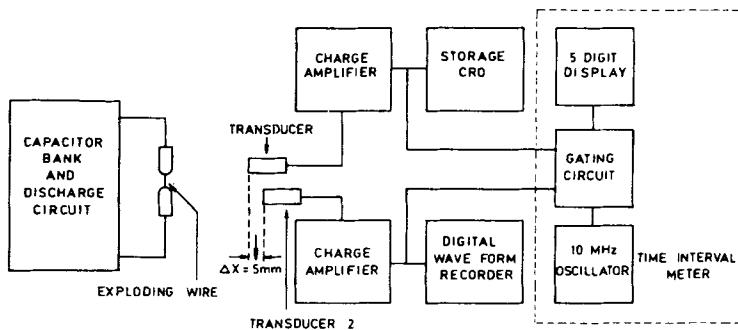 CHARGE
AMPLIFIER
STORAGE
CRO
5 DIGIT
DISPLAY
TRANSDUCER
CAPACITOR
BANK
AND
DISCHARGE
CIRCUIT
GATING
CIRCUIT
CHARGE
AMPLIFIER
DIGITAL
WAVE FORM
RECORDER
10 MHz
OSCILLATOR
TIME INTERVAL
METER
ΔX = 5mm
EXPLODING WIRE
TRANSDUCER 2